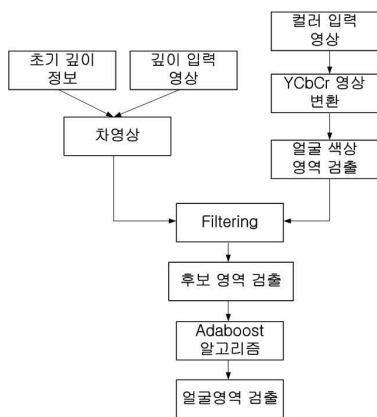 컬러 입력
영상
초기 깊이
정보
깊이 입력
영상
YCbCr 영상
변환
차영상
얼굴 색상
영역 검출
Filtering
후보 영역 검출
Adaboost
알고리즘
얼굴영역 검출